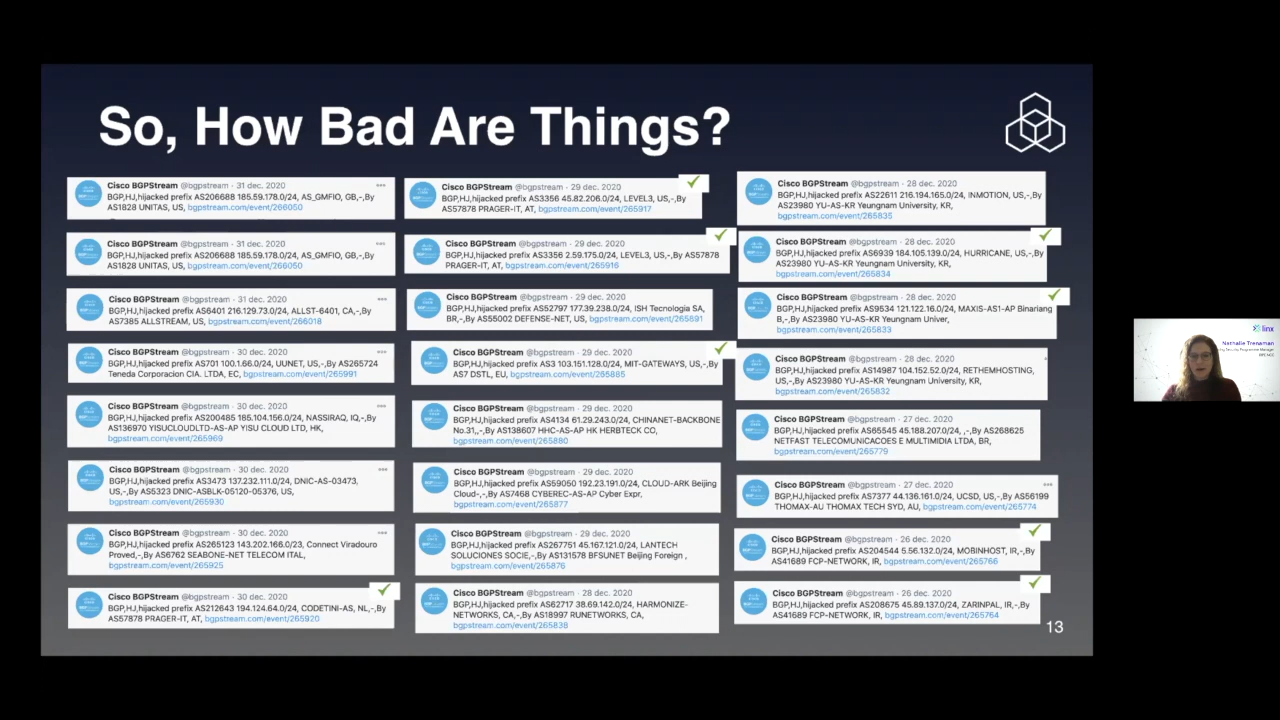 So, How Bad Are Things?
Cisco BGPStream @bgpstream · 31 dec. 2020
BGP,HJ,hijacked prefix AS206688 185.59.178.0/24, AS_GMFIO, GB,-,By
AS1828 UNITAS, US, bgpstream.com/event/266050
Cisco BGPStream @bgpstream · 31 dec. 2020
BGP,HJ,hijacked prefix AS206688 185.59.178.0/24, AS_GMFIO, GB,-,By
AS1828 UNITAS, US, bgpstream.com/event/266050
Cisco BGPStream @bgpstream · 31 dec. 2020
BGP,HJ,hijacked prefix AS6401 216.129.73.0/24, ALLST-6401, CA,-,By
AS7385 ALLSTREAM, US, bgpstream.com/event/266018
Cisco BGPStream @bgpstream · 30 dec. 2020
BGP,HJ,hijacked prefix AS701 100.1.66.0/24, UUNET, US,-,By AS265724
Teneda Corporacion CIA. LTDA, EC, bgpstream.com/event/265991
Cisco BGPStream @bgpstream · 30 dec. 2020
BGP,HJ,hijacked prefix AS200485 185.104.156.0/24, NASSIRAQ, IQ,-,By
AS136970 YISUCLOUDLTD-AS-AP YISU CLOUD LTD, HK,
bgpstream.com/event/265969
Cisco BGPStream @bgpstream · 30 dec. 2020
BGP,HJ,hijacked prefix AS3473 137.232.111.0/24, DNIC-AS-03473,
US,-,By AS5323 DNIC-ASBLK-05120-05376, US,
bgpstream.com/event/265930
Cisco BGPStream @bgpstream · 30 dec. 2020
BGP,HJ,hijacked prefix AS265123 143.202.168.0/23, Connect Viradouro
Proved,-,By AS6762 SEABONE-NET TELECOM ITAL,
bgpstream.com/event/265925
Cisco BGPStream @bgpstream · 30 dec. 2020
BGP,HJ,hijacked prefix AS212643 194.124.64.0/24, CODETINI-AS, NL,-,By
AS57878 PRAGER-IT, AT, bgpstream.com/event/265920
Cisco BGPStream @bgpstream · 29 dec. 2020
BGP,HJ,hijacked prefix AS3356 45.82.206.0/24, LEVEL3, US,-,By
AS57878 PRAGER-IT, AT, bgpstream.com/event/265917
Cisco BGPStream @bgpstream · 29 dec. 2020
BGP,HJ,hijacked prefix AS3356 2.59.175.0/24, LEVEL3, US,-,By AS57878
PRAGER-IT, AT, bgpstream.com/event/265916
Cisco BGPStream @bgpstream · 29 dec. 2020
BGP,HJ,hijacked prefix AS52797 177.39.238.0/24, ISH Tecnologia SA,
BR,-,By AS55002 DEFENSE-NET, US, bgpstream.com/event/265891
Cisco BGPStream @bgpstream · 29 dec. 2020
BGP,HJ,hijacked prefix AS3 103.151.128.0/24, MIT-GATEWAYS, US,-,By
AS7 DSTL, EU, bgpstream.com/event/265885
Cisco BGPStream @bgpstream · 29 dec. 2020
BGP,HJ,hijacked prefix AS4134 61.29.243.0/24, CHINANET-BACKBONE
No.31,,-,By AS138607 HHC-AS-AP HK HERBTECK CO,
bgpstream.com/event/265880
Cisco BGPStream @bgpstream · 29 dec. 2020
BGP,HJ,hijacked prefix AS59050 192.23.191.0/24, CLOUD-ARK Beijing
Cloud-,-,By AS7468 CYBEREC-AS-AP Cyber Expr,
bgpstream.com/event/265877
Cisco BGPStream @bgpstream · 29 dec. 2020
BGP,HJ,hijacked prefix AS267751 45.167.121.0/24, LANTECH
SOLUCIONES SOCIE,-,By AS131578 BFSUNET Beijing Foreign ,
bgpstream.com/event/265876
Cisco BGPStream @bgpstream · 28 dec. 2020
BGP,HJ,hijacked prefix AS62717 38.69.142.0/24, HARMONIZE-
NETWORKS, CA,-,By AS18997 RUNETWORKS, CA,
bgpstream.com/event/265838
Cisco BGPStream @bgpstream · 28 dec. 2020
BGP,HJ,hijacked prefix AS22611 216.194.165.0/24, INMOTION, US,-,By
AS23980 YU-AS-KR Yeungnam University, KR,
bgpstream.com/event/265835
Cisco BGPStream @bgpstream · 28 dec. 2020
BGP,HJ,hijacked prefix AS6939 184.105.139.0/24, HURRICANE, US,-,By
AS23980 YU-AS-KR Yeungnam University, KR,
bgpstream.com/event/265834
Cisco BGPStream @bgpstream · 28 dec. 2020
BGP,HJ,hijacked prefix AS9534 121.122.16.0/24, MAXIS-AS1-AP Binariang
B,-,By AS23980 YU-AS-KR Yeungnam Univer,
bgpstream.com/event/265833
Cisco BGPStream @bgpstream · 28 dec. 2020
BGP,HJ,hijacked prefix AS14987 104.152.52.0/24, RETHEMHOSTING,
US,-,By AS23980 YU-AS-KR Yeungnam University, KR,
bgpstream.com/event/265832
Cisco BGPStream @bgpstream · 27 dec. 2020
BGP,HJ,hijacked prefix AS65545 45.188.207.0/24, ,-,By AS268625
NETFAST TELECOMUNICACOES E MULTIMIDIA LTDA, BR,
bgpstream.com/event/265779
Cisco BGPStream @bgpstream · 27 dec. 2020
BGP,HJ,hijacked prefix AS7377 44.136.161.0/24, UCSD, US,-,By AS56199
THOMAX-AU THOMAX TECH SYD, AU, bgpstream.com/event/265774
Cisco BGPStream @bgpstream · 26 dec. 2020
BGP,HJ,hijacked prefix AS204544 5.56.132.0/24, MOBINHOST, IR,-,By
AS41689 FCP-NETWORK, IR, bgpstream.com/event/265766
Cisco BGPStream @bgpstream · 26 dec. 2020
BGP,HJ,hijacked prefix AS208675 45.89.137.0/24, ZARINPAL, IR,-,By
AS41689 FCP-NETWORK, IR, bgpstream.com/event/265764
13
linx
Nathalie Trenaman